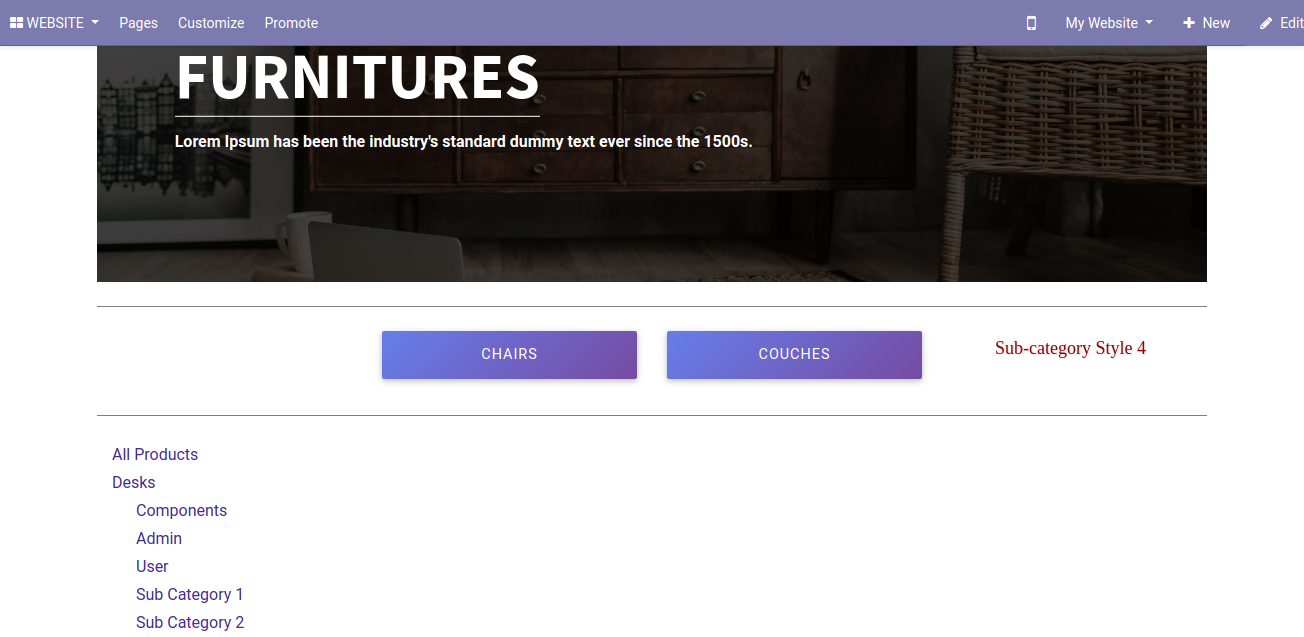 WEBSITE Pages Customize Promote My Website New Edit
FURNITURES
Lorem Ipsum has been the industry's standard dummy text ever since the 1500s.
CHAIRS COUCHES Sub-category Style 4
All Products
Desks
Components
Admin
User
Sub Category 1
Sub Category 2